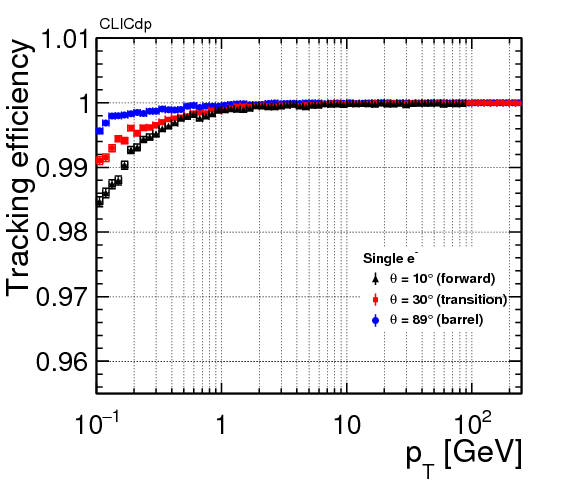 CLICdp
Tracking efficiency
1.01
1
0.99
0.98
0.97
0.96
Single e⁻
θ = 10° (forward)
θ = 30° (transition)
θ = 89° (barrel)
10⁻¹ 1 10 10²
p_T [GeV]